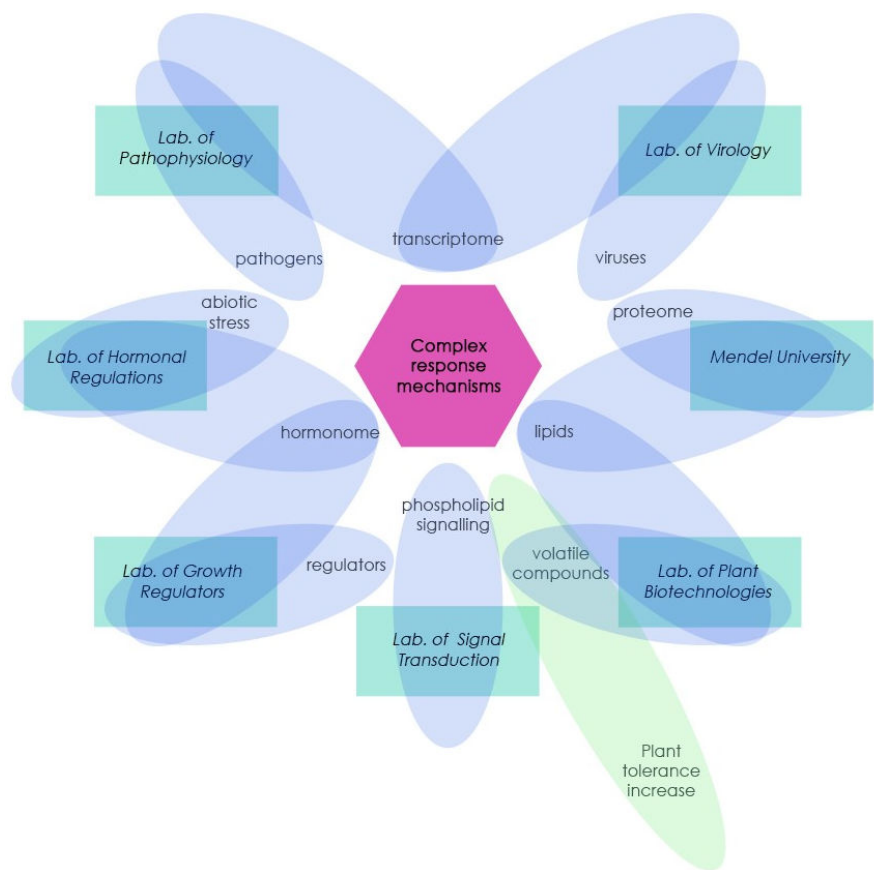 Lab. of
Pathophysiology
Lab. of Virology
transcriptome
pathogens
viruses
abiotic
stress
proteome
Lab. of Hormonal
Regulations
Complex
response
mechanisms
Mendel University
hormonome
lipids
phospholipid
signalling
regulators
volatile
compounds
Lab. of Growth
Regulators
Lab. of Plant
Biotechnologies
Lab. of  Signal
Transduction
Plant
tolerance
increase